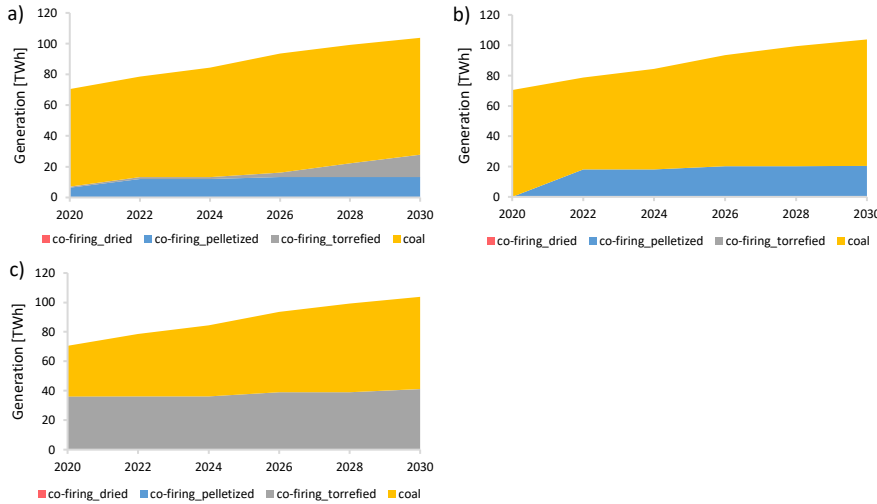 a)
Generation [TWh]
120
100
80
60
40
20
0
2020 2022 2024 2026 2028 2030
co-firing_dried co-firing_pelletized co-firing_torrefied coal
b)
Generation [TWh]
120
100
80
60
40
20
0
2020 2022 2024 2026 2028 2030
co-firing_dried co-firing_pelletized co-firing_torrefied coal
c)
Generation [TWh]
120
100
80
60
40
20
0
2020 2022 2024 2026 2028 2030
co-firing_dried co-firing_pelletized co-firing_torrefied coal